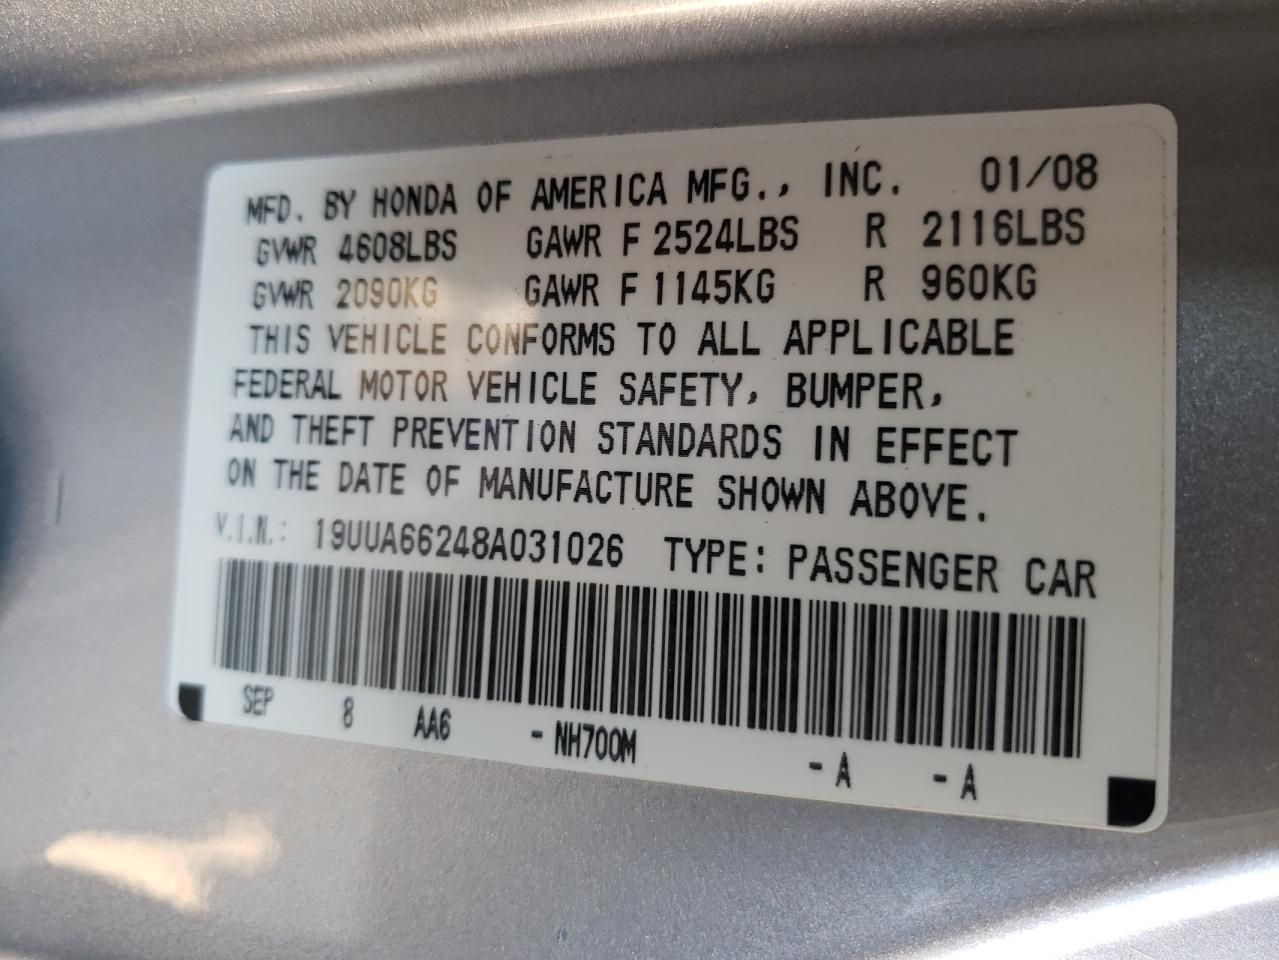 MFD. BY HONDA OF AMERICA MFG., INC. 01/08
GVWR 4608LBS GAWR F 2524LBS R 2116LBS
GVWR 2090KG GAWR F 1145KG R 960KG
THIS VEHICLE CONFORMS TO ALL APPLICABLE
FEDERAL MOTOR VEHICLE SAFETY, BUMPER,
AND THEFT PREVENTION STANDARDS IN EFFECT
ON THE DATE OF MANUFACTURE SHOWN ABOVE.
V.I.N.: 19UUA66248A031026 TYPE: PASSENGER CAR
SEP 8 AA6 - NH700M - A - A